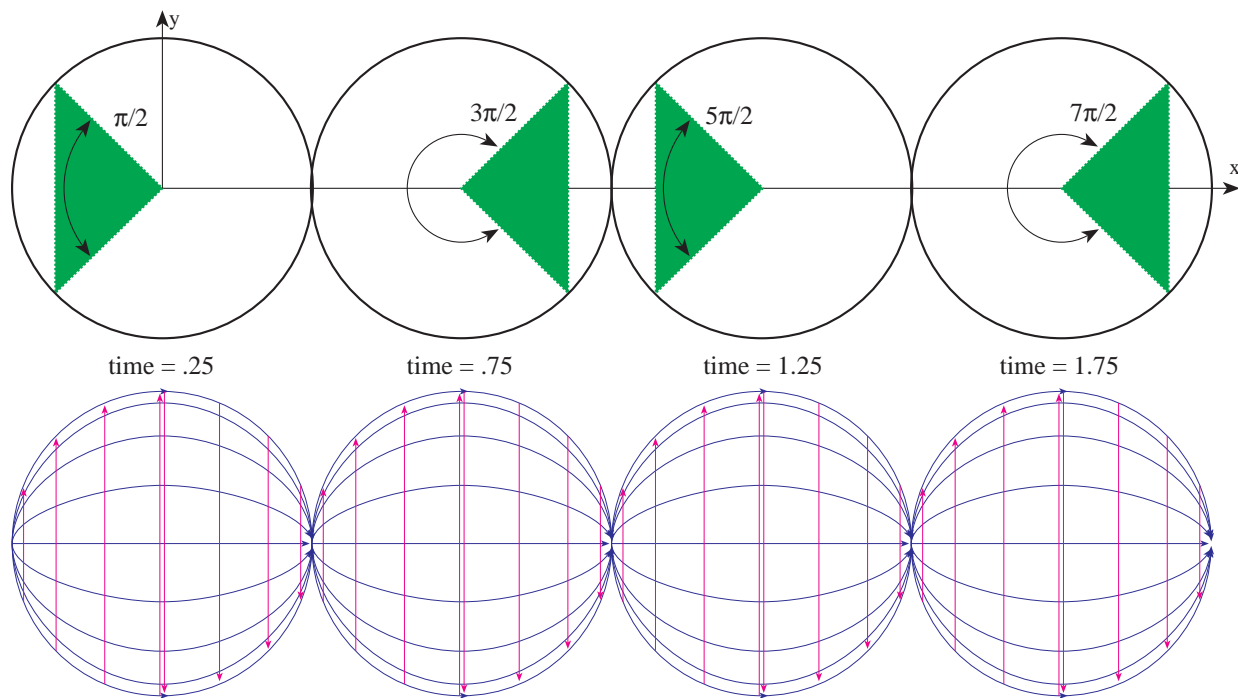 y
π/2 3π/2 5π/2 7π/2
x
time = .25 time = .75 time = 1.25 time = 1.75